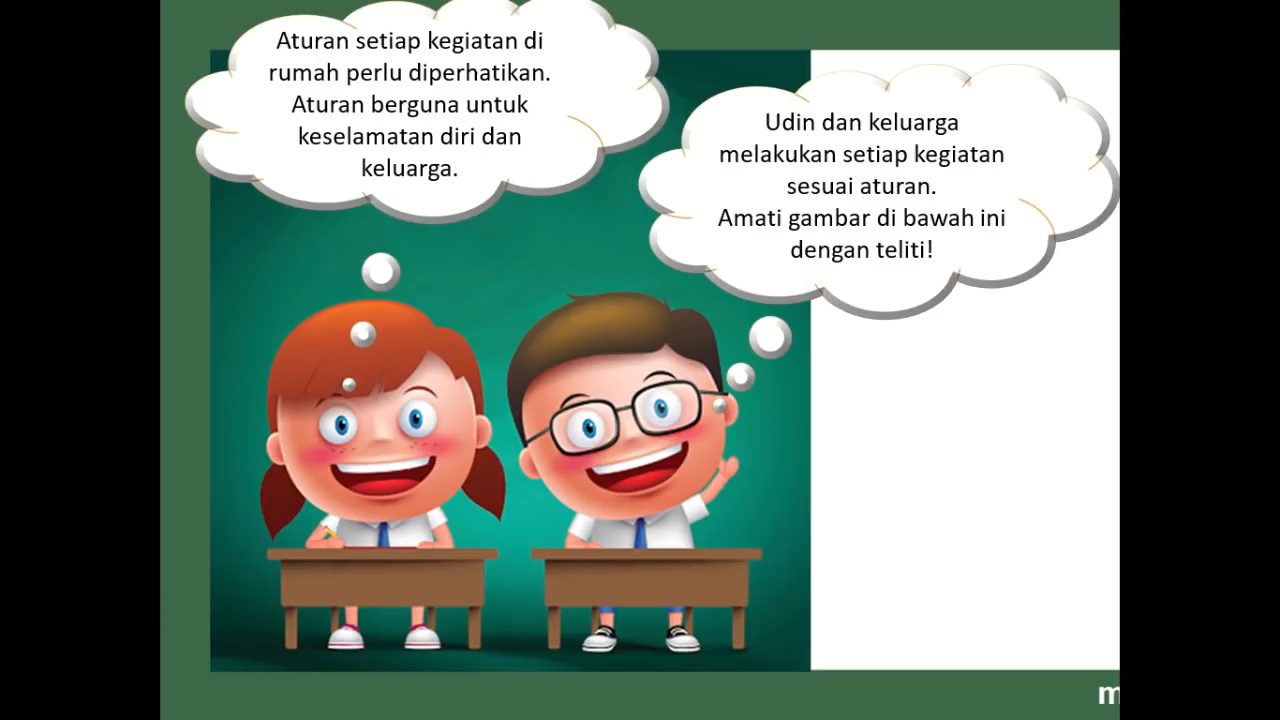 Aturan setiap kegiatan di
rumah perlu diperhatikan.
Aturan berguna untuk
keselamatan diri dan
keluarga.
Udin dan keluarga
melakukan setiap kegiatan
sesuai aturan.
Amati gambar di bawah ini
dengan teliti!